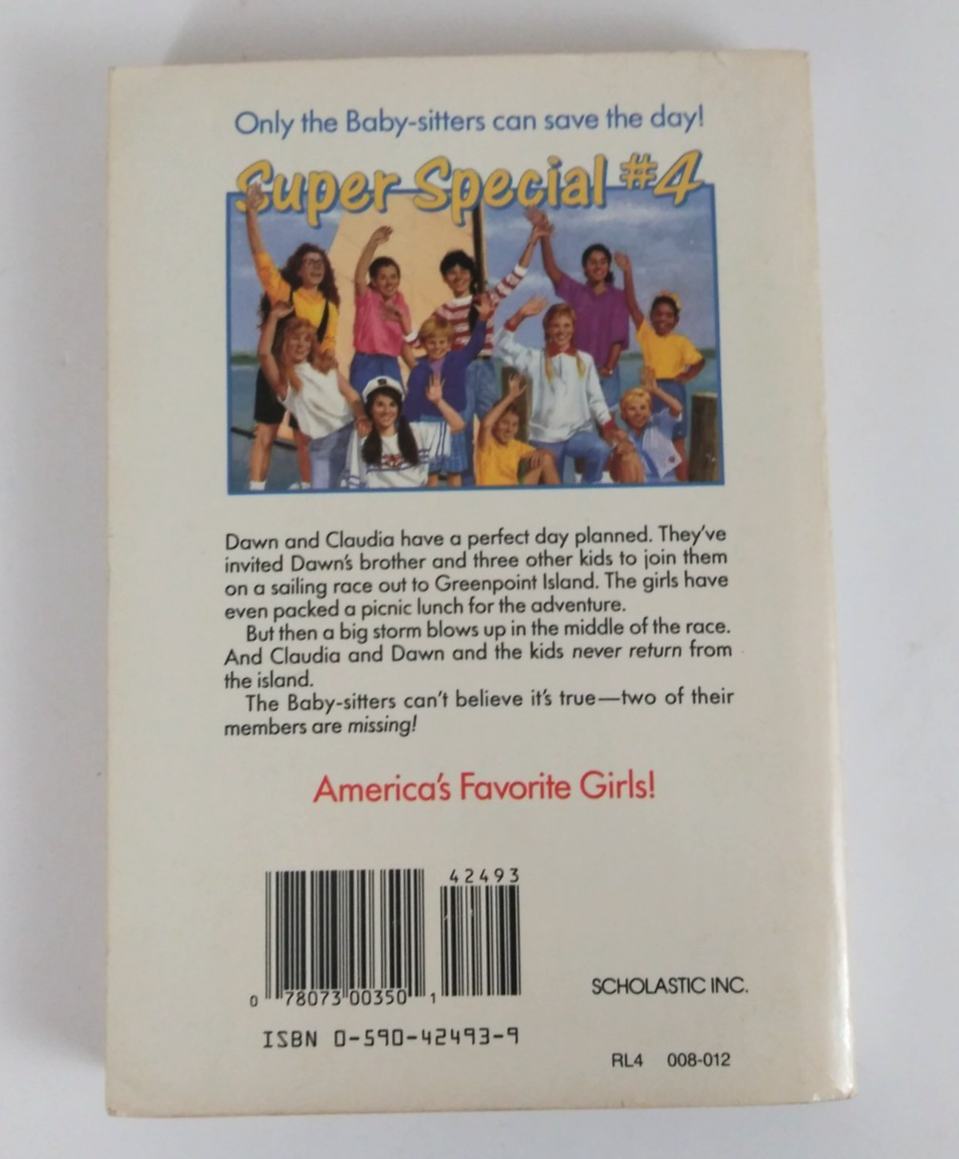 Only the Baby-sitters can save the day!
Super Special #4
Dawn and Claudia have a perfect day planned. They've
invited Dawn's brother and three other kids to join them
on a sailing race out to Greenpoint Island. The girls have
even packed a picnic lunch for the adventure.
But then a big storm blows up in the middle of the race.
And Claudia and Dawn and the kids never return from
the island.
The Baby-sitters can't believe it's true—two of their
members are missing!
America's Favorite Girls!
42493
0 78073 00350 1
SCHOLASTIC INC.
ISBN 0-590-42493-9
RL4 008-012